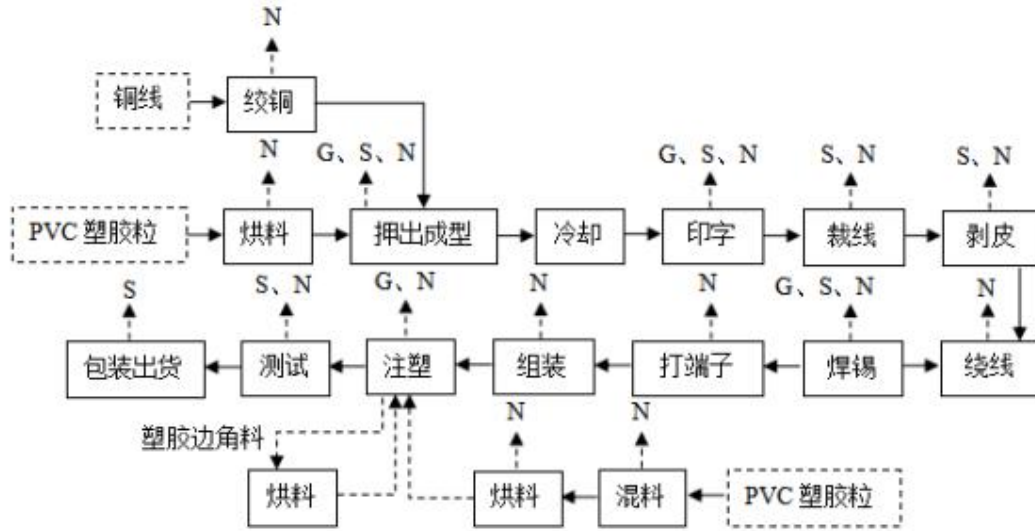 N
铜线
绞铜
N
G、S、N
G、S、N
S、N
S、N
PVC 塑胶粒
烘料
押出成型
冷却
印字
裁线
剥皮
S
S、N
G、N
N
N
G、S、N
N
包装出货
测试
注塑
组装
打端子
焊锡
绕线
塑胶边角料
N
N
烘料
烘料
混料
PVC 塑胶粒